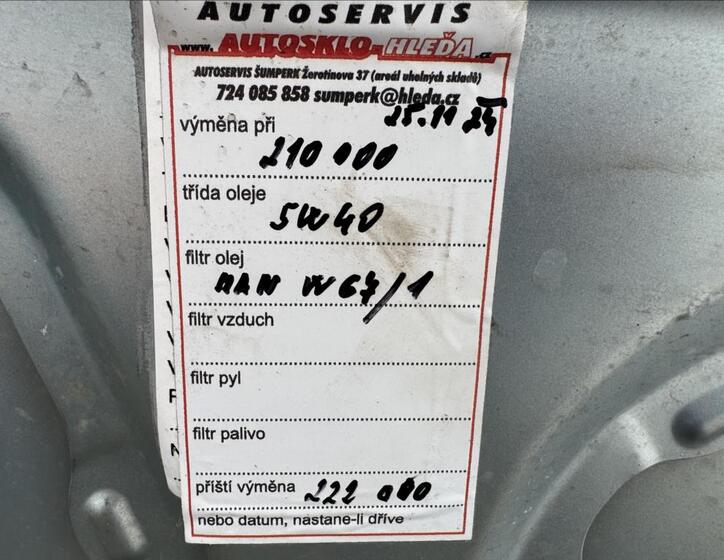 AUTOSERVIS
www.AUTOSKLO-HLEĎA.cz
AUTOSERVIS ŠUMPERK Žerotínova 37 (areál uhelných skladů)
724 085 858 sumperk@hleda.cz
25.11 24
výměna při
210 000
třída oleje
5W40
filtr olej
MAN W67/1
filtr vzduch
filtr pyl
filtr palivo
příští výměna 222 000
nebo datum, nastane-li dříve